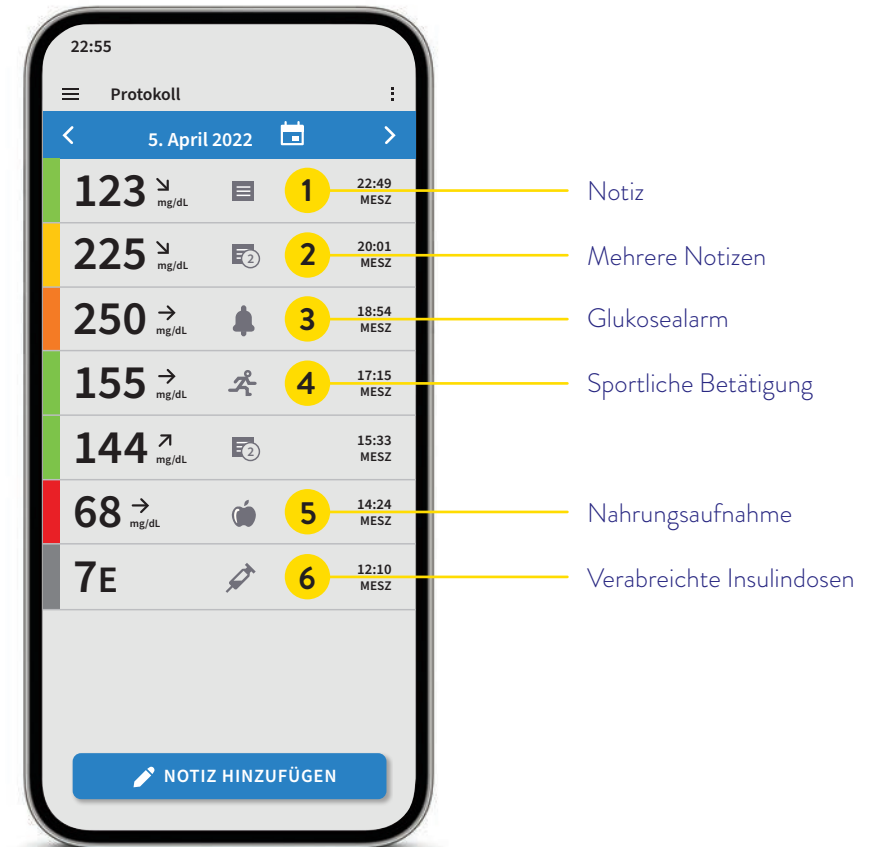 22:55
Protokoll
5. April 2022
123 mg/dL 1 22:49 MESZ Notiz
225 mg/dL 2 2 20:01 MESZ Mehrere Notizen
250 mg/dL 3 18:54 MESZ Glukosealarm
155 mg/dL 4 17:15 MESZ Sportliche Betätigung
144 mg/dL 2 15:33 MESZ
68 mg/dL 5 14:24 MESZ Nahrungsaufnahme
7E 6 12:10 MESZ Verabreichte Insulindosen
NOTIZ HINZUFÜGEN